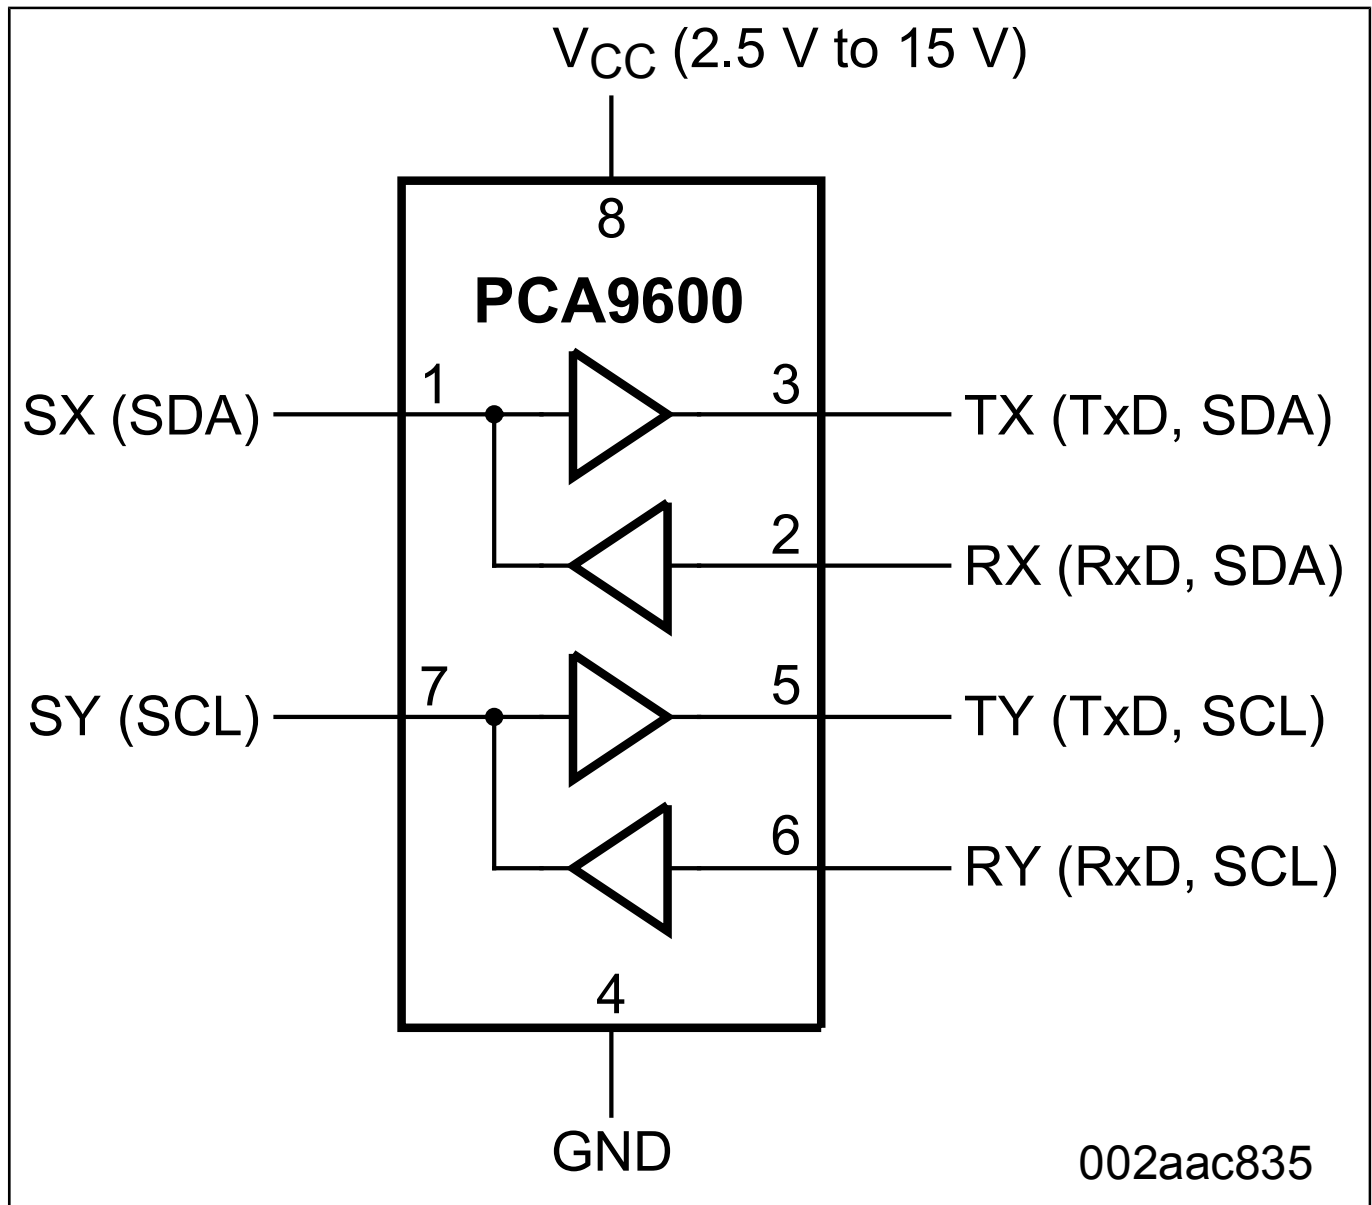 VCC (2.5 V to 15 V)
8
PCA9600
SX (SDA)
1
3
TX (TxD, SDA)
2
RX (RxD, SDA)
SY (SCL)
7
5
TY (TxD, SCL)
6
RY (RxD, SCL)
4
GND
002aac835